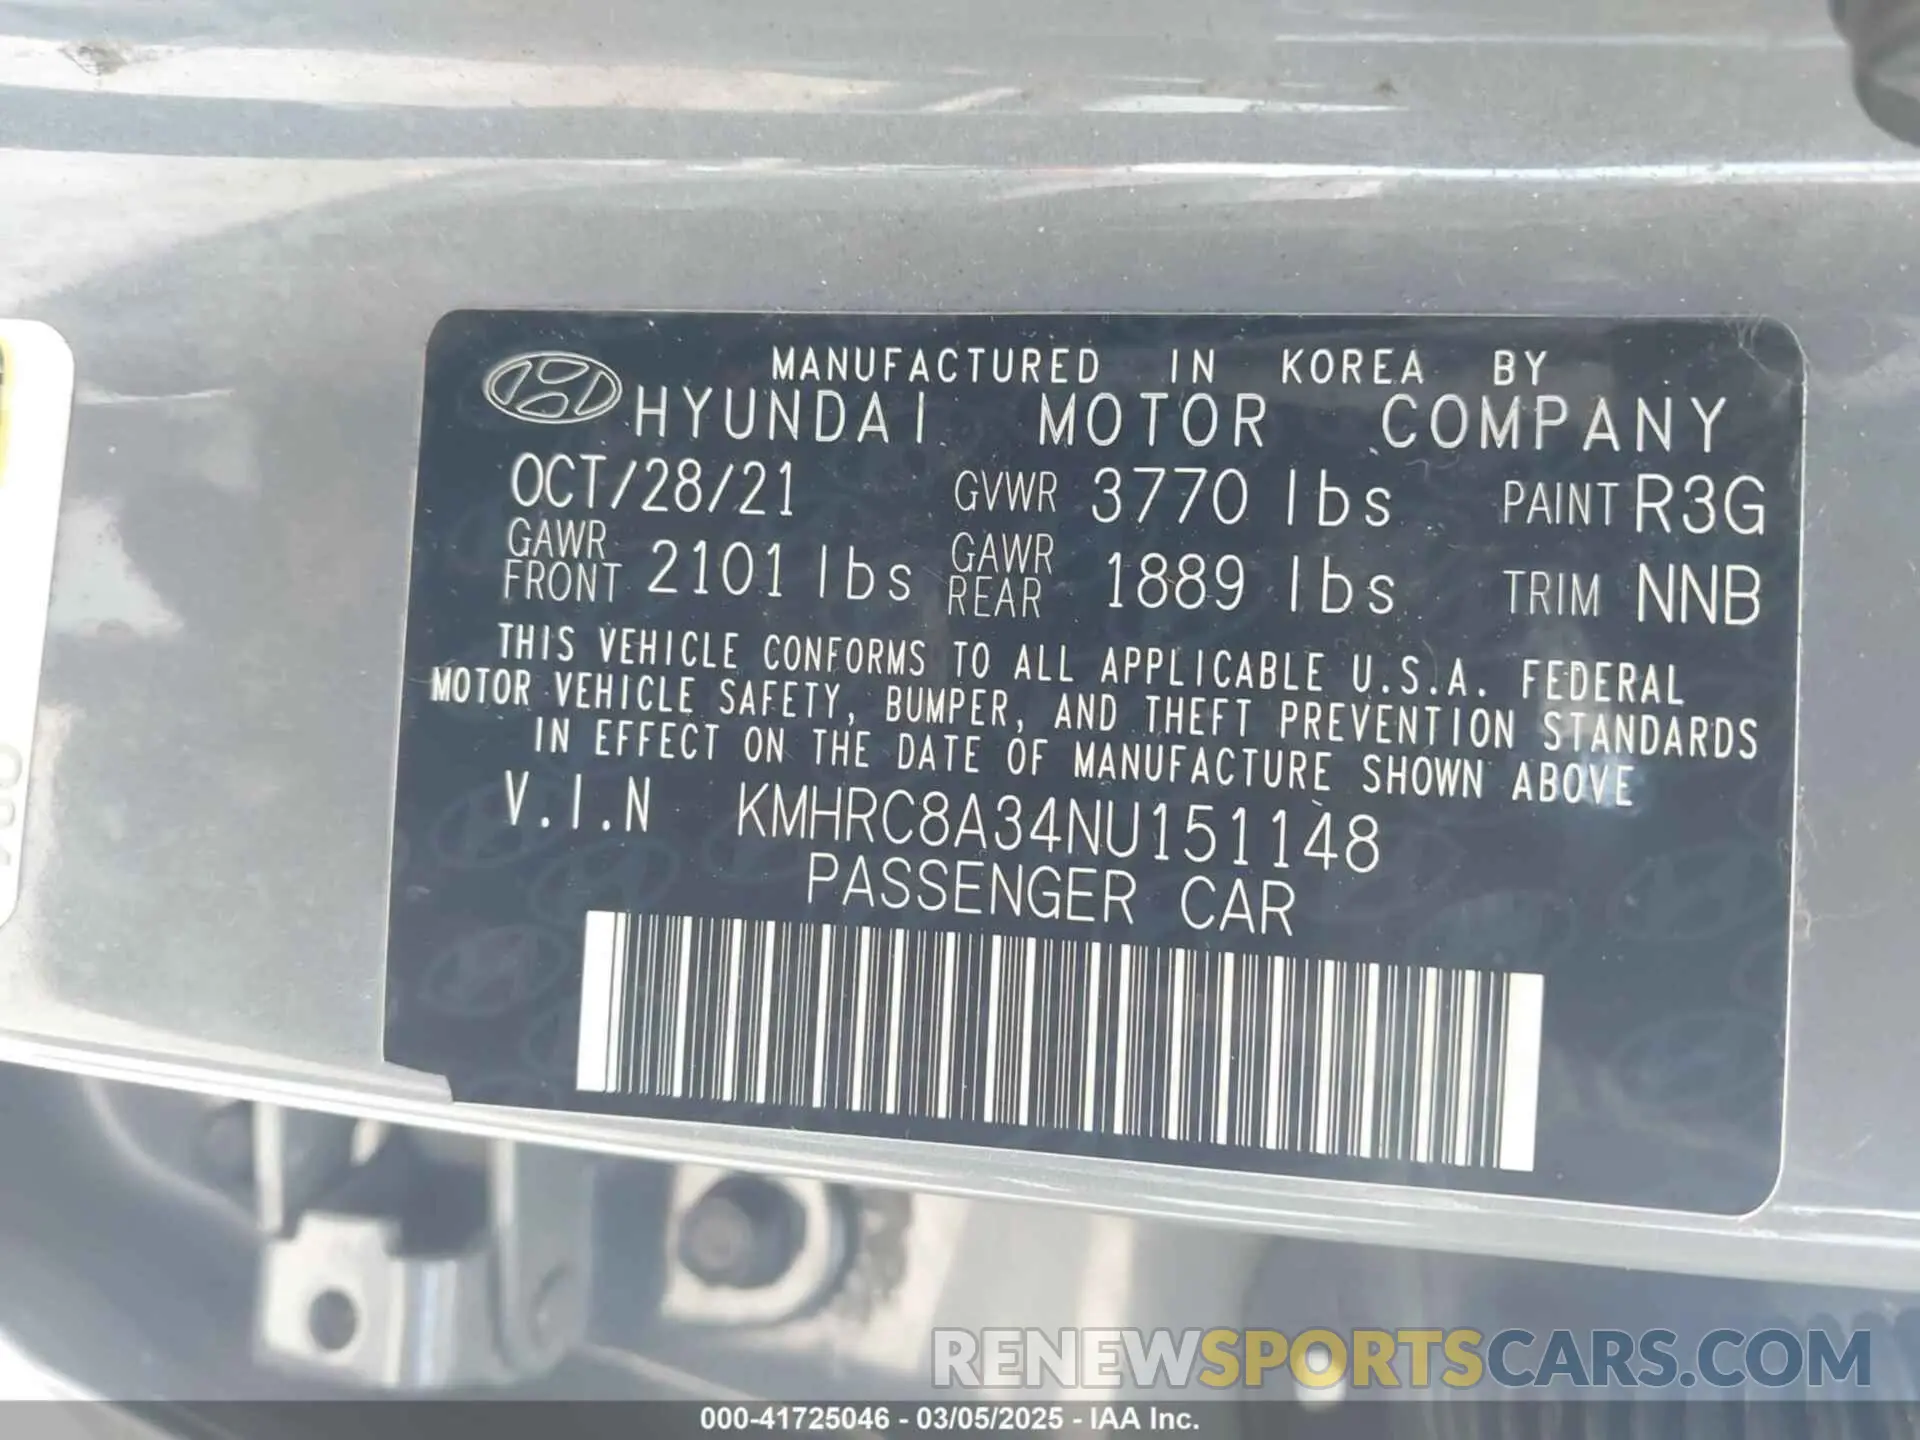 MANUFACTURED IN KOREA BY
HYUNDAI MOTOR COMPANY
OCT/28/21 GVWR 3770 lbs PAINT R3G
GAWR FRONT 2101 lbs GAWR REAR 1889 lbs TRIM NNB
THIS VEHICLE CONFORMS TO ALL APPLICABLE U.S.A. FEDERAL
MOTOR VEHICLE SAFETY, BUMPER, AND THEFT PREVENTION STANDARDS
IN EFFECT ON THE DATE OF MANUFACTURE SHOWN ABOVE
V.I.N KMHRC8A34NU151148
PASSENGER CAR
RENEWSPORTSCARS.COM
000-41725046 - 03/05/2025 - IAA Inc.